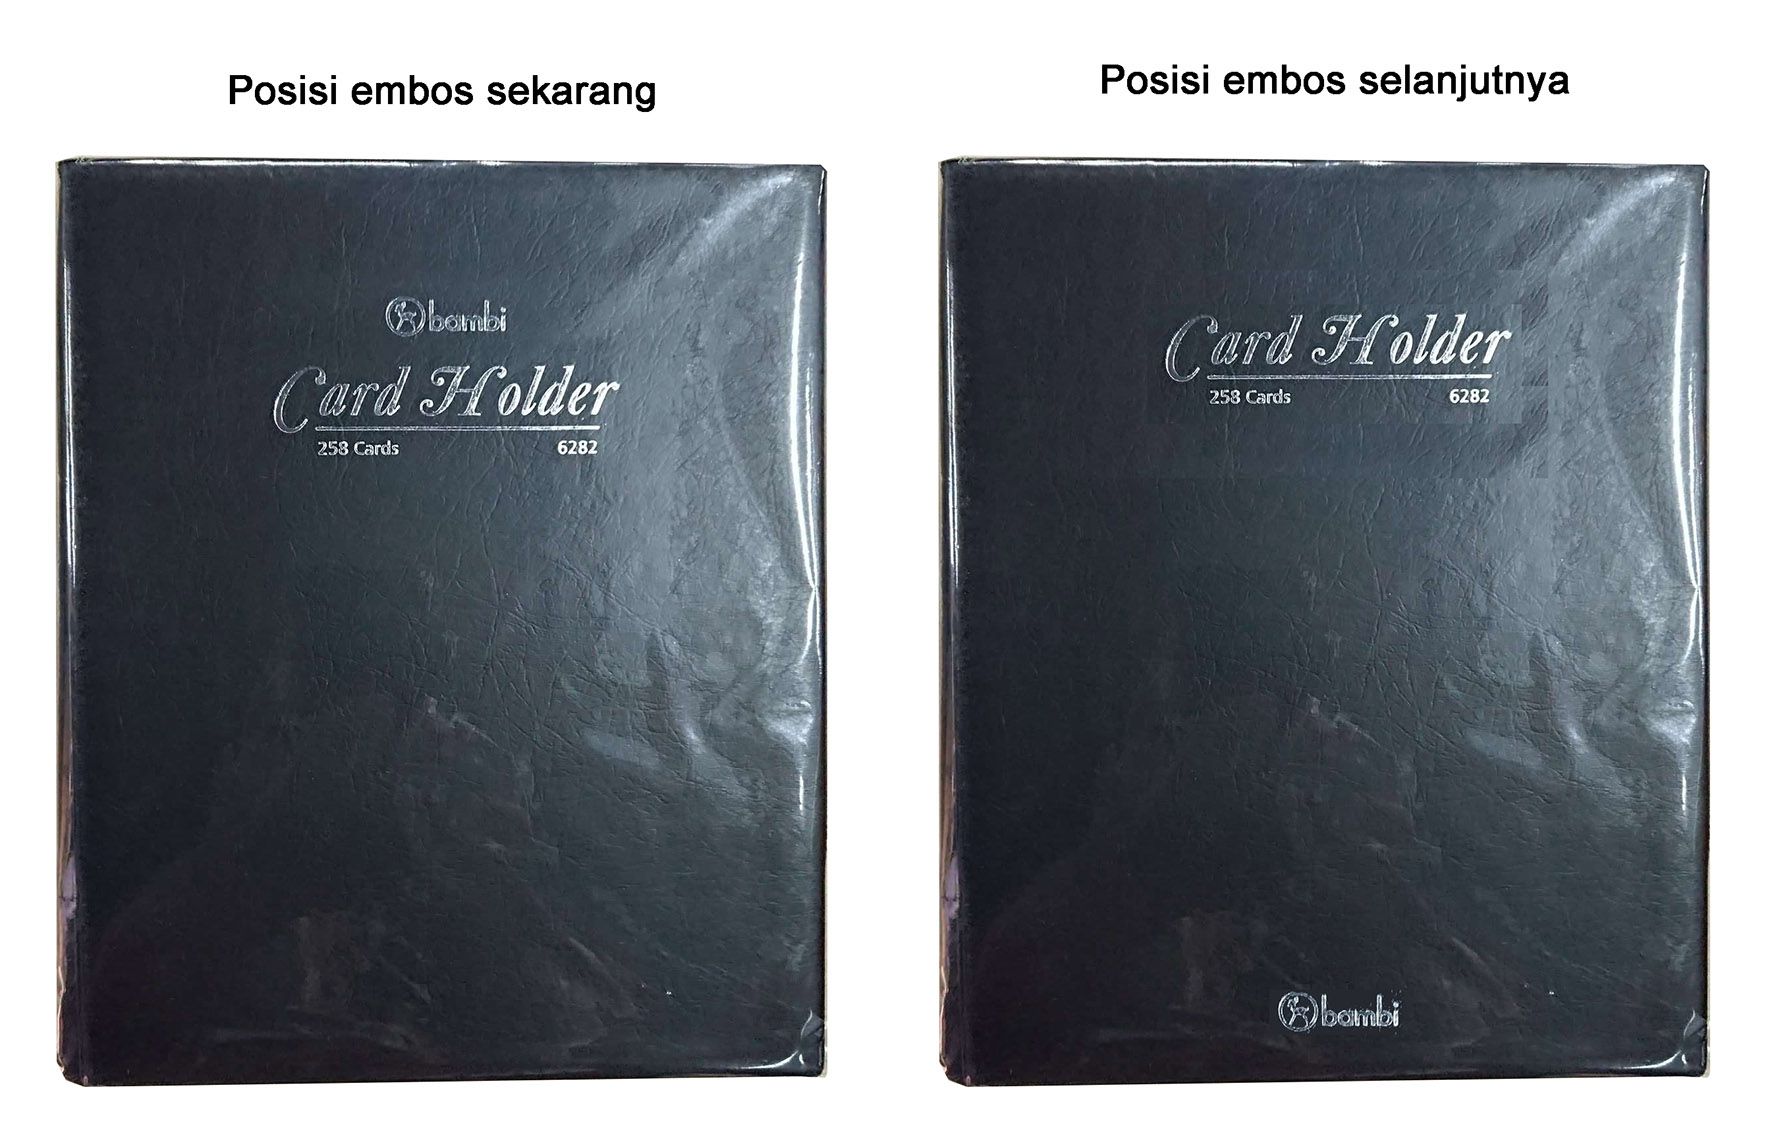 Posisi embos sekarang
bambi
Card Holder
258 Cards 6282
Posisi embos selanjutnya
Card Holder
258 Cards 6282
bambi